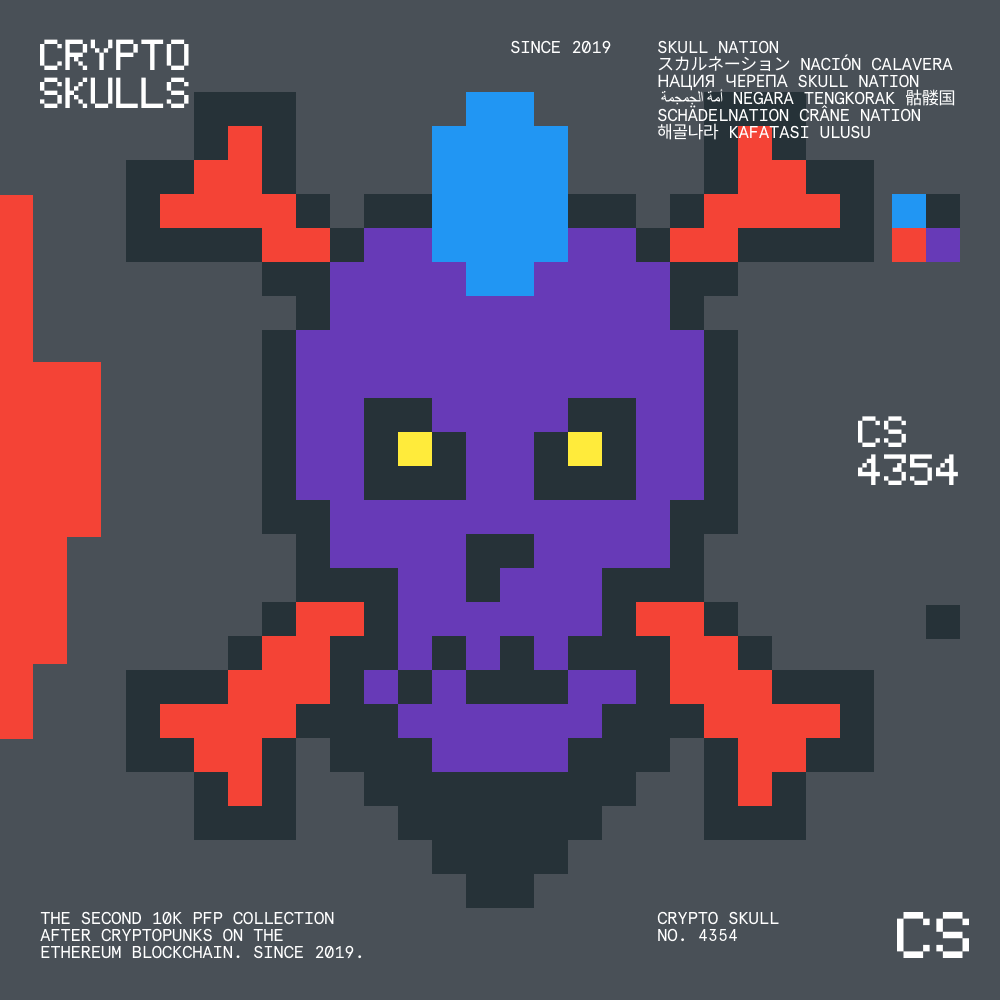 CRYPTO
SKULLS
SINCE 2019
SKULL NATION
スカルネーション NACIÓN CALAVERA
НАЦИЯ ЧЕРЕПА SKULL NATION
أمة الجمجمة NEGARA TENGKORAK 骷髅国
SCHÄDELNATION CRÂNE NATION
해골나라 KAFATASI ULUSU
CS
4354
THE SECOND 10K PFP COLLECTION
AFTER CRYPTOPUNKS ON THE
ETHEREUM BLOCKCHAIN. SINCE 2019.
CRYPTO SKULL
NO. 4354
CS